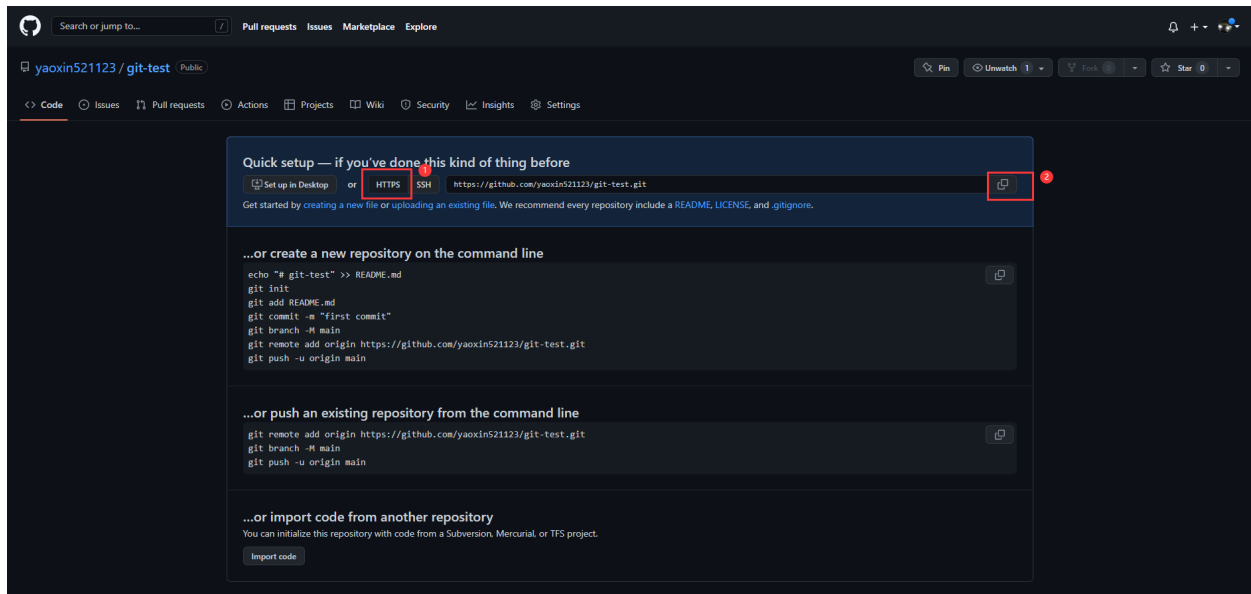 Search or jump to... / Pull requests Issues Marketplace Explore
yaoxin521123 / git-test Public Pin Unwatch 1 Fork 0 Star 0
<> Code Issues Pull requests Actions Projects Wiki Security Insights Settings
Quick setup — if you've done this kind of thing before
1
Set up in Desktop or HTTPS SSH https://github.com/yaoxin521123/git-test.git
2
Get started by creating a new file or uploading an existing file. We recommend every repository include a README, LICENSE, and .gitignore.
...or create a new repository on the command line
echo "# git-test" >> README.md
git init
git add README.md
git commit -m "first commit"
git branch -M main
git remote add origin https://github.com/yaoxin521123/git-test.git
git push -u origin main
...or push an existing repository from the command line
git remote add origin https://github.com/yaoxin521123/git-test.git
git branch -M main
git push -u origin main
...or import code from another repository
You can initialize this repository with code from a Subversion, Mercurial, or TFS project.
Import code